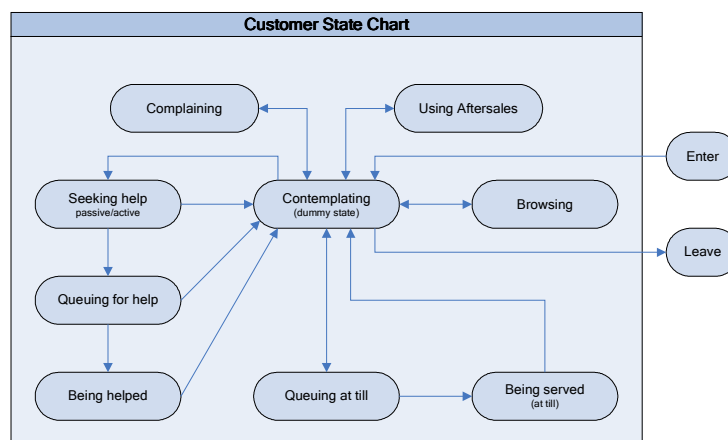 Customer State Chart
Complaining
Using Aftersales
Enter
Seeking help
passive/active
Contemplating
(dummy state)
Browsing
Leave
Queuing for help
Being helped
Queuing at till
Being served
(at till)